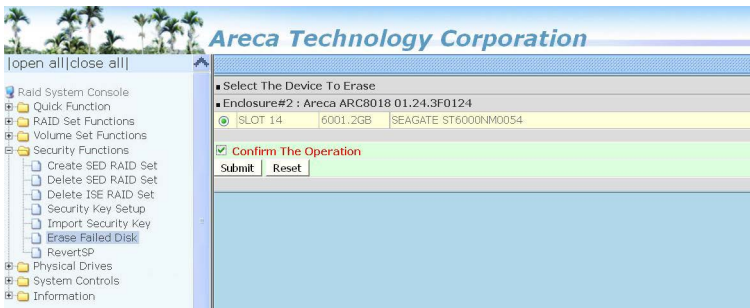 Areca Technology Corporation
|open all|close all|
Raid System Console
Quick Function
RAID Set Functions
Volume Set Functions
Security Functions
Create SED RAID Set
Delete SED RAID Set
Delete ISE RAID Set
Security Key Setup
Import Security Key
Erase Failed Disk
RevertSP
Physical Drives
System Controls
Information
Select The Device To Erase
Enclosure#2 : Areca ARC8018 01.24.3F0124
SLOT 14 6001.2GB SEAGATE ST6000NM0054
Confirm The Operation
Submit Reset